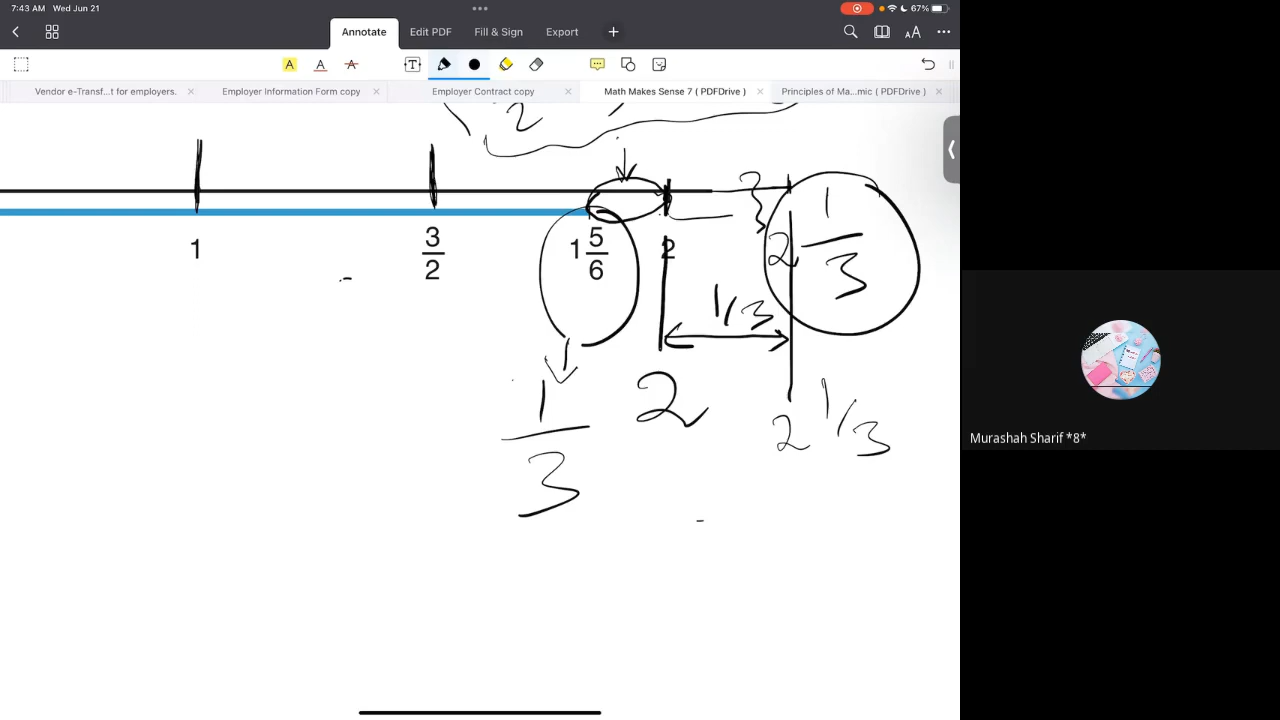 7:43 AM Wed Jun 21
67%
Annotate Edit PDF Fill & Sign Export
Vendor e-Transf...t for employers. Employer Information Form copy Employer Contract copy Math Makes Sense 7 ( PDFDrive ) Principles of Ma...mic ( PDFDrive )
2
1 3/2 1 5/6 2 2 1/3
1/3
1/3 2 2 1/3
Murashah Sharif *8*